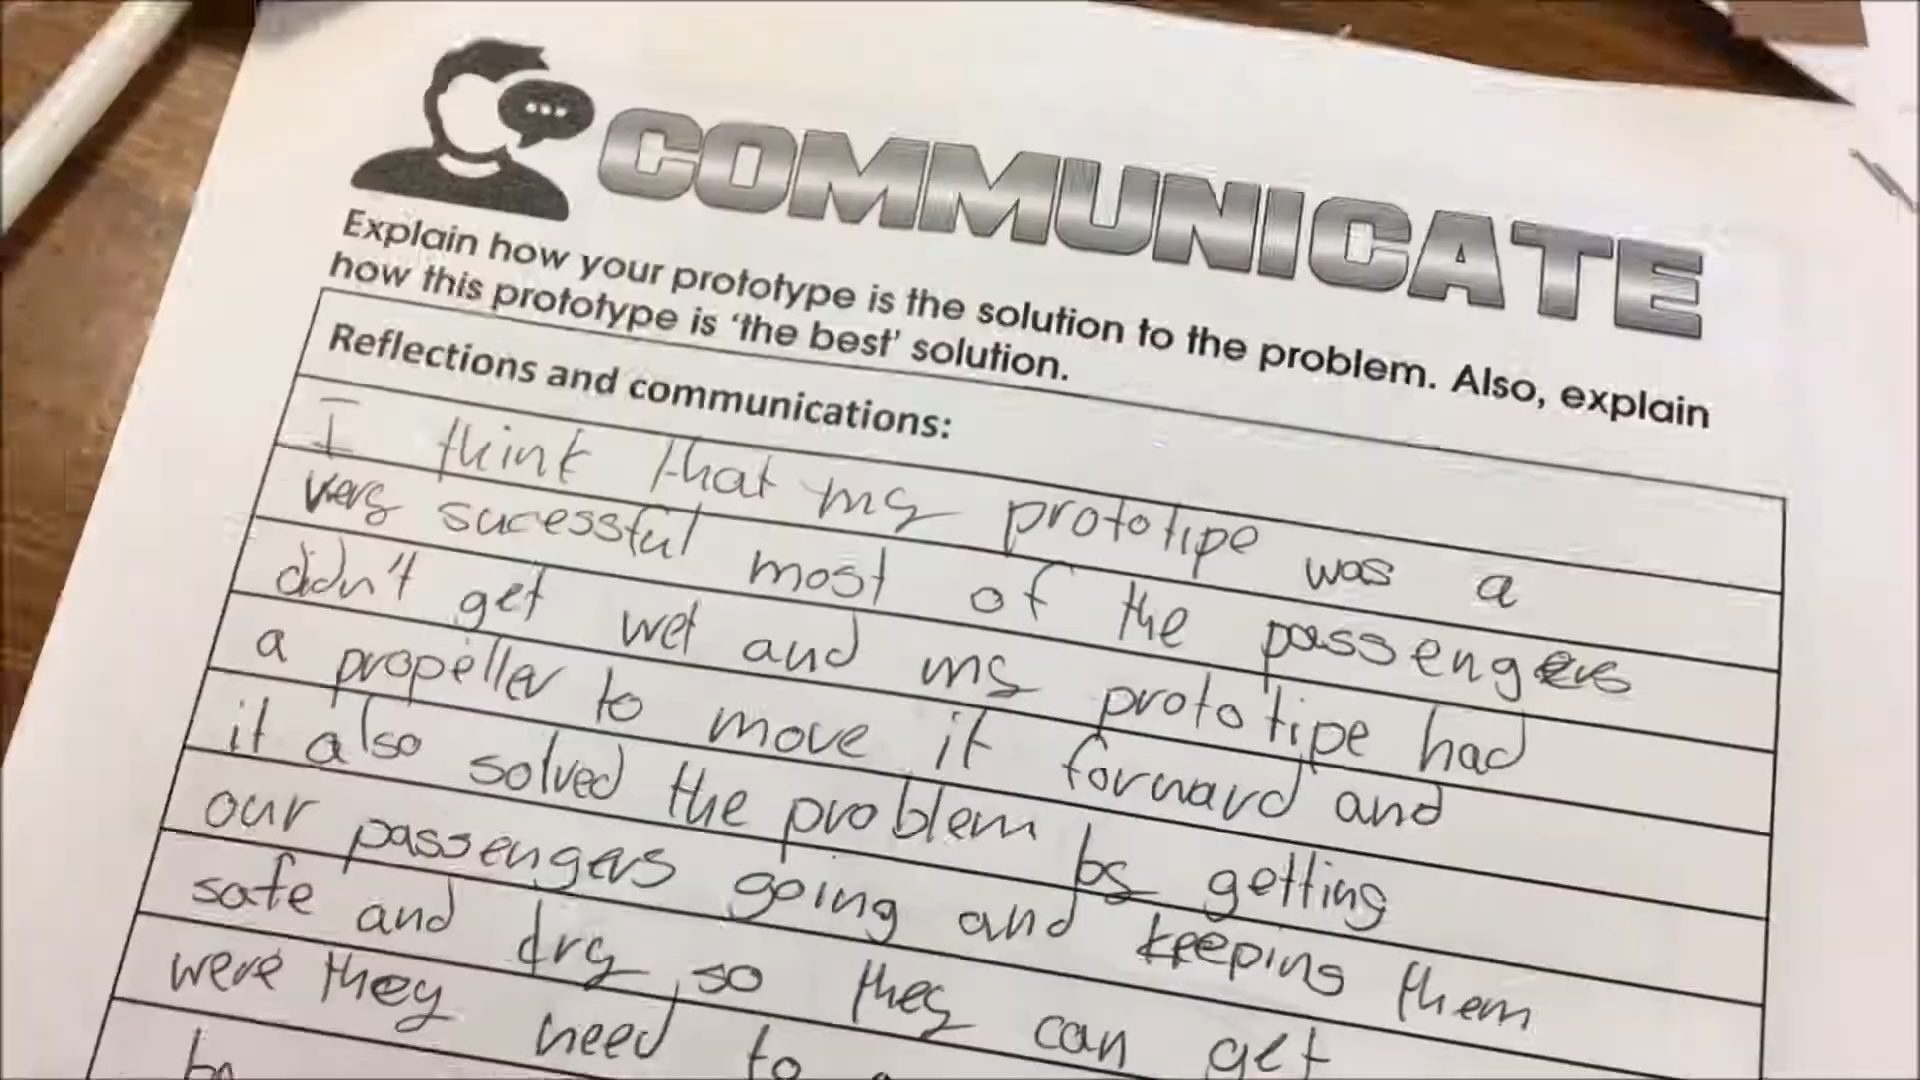 COMMUNICATE
Explain how your prototype is the solution to the problem. Also, explain
how this prototype is ‘the best’ solution.
Reflections and communications:
I think that my prototipe was a
very sucessful most of the passengers
didn't get wet and my prototipe had
a propeller to move it forward and
it also solved the problem by getting
our passengers going and keeping them
safe and dry, so they can get
were they need to